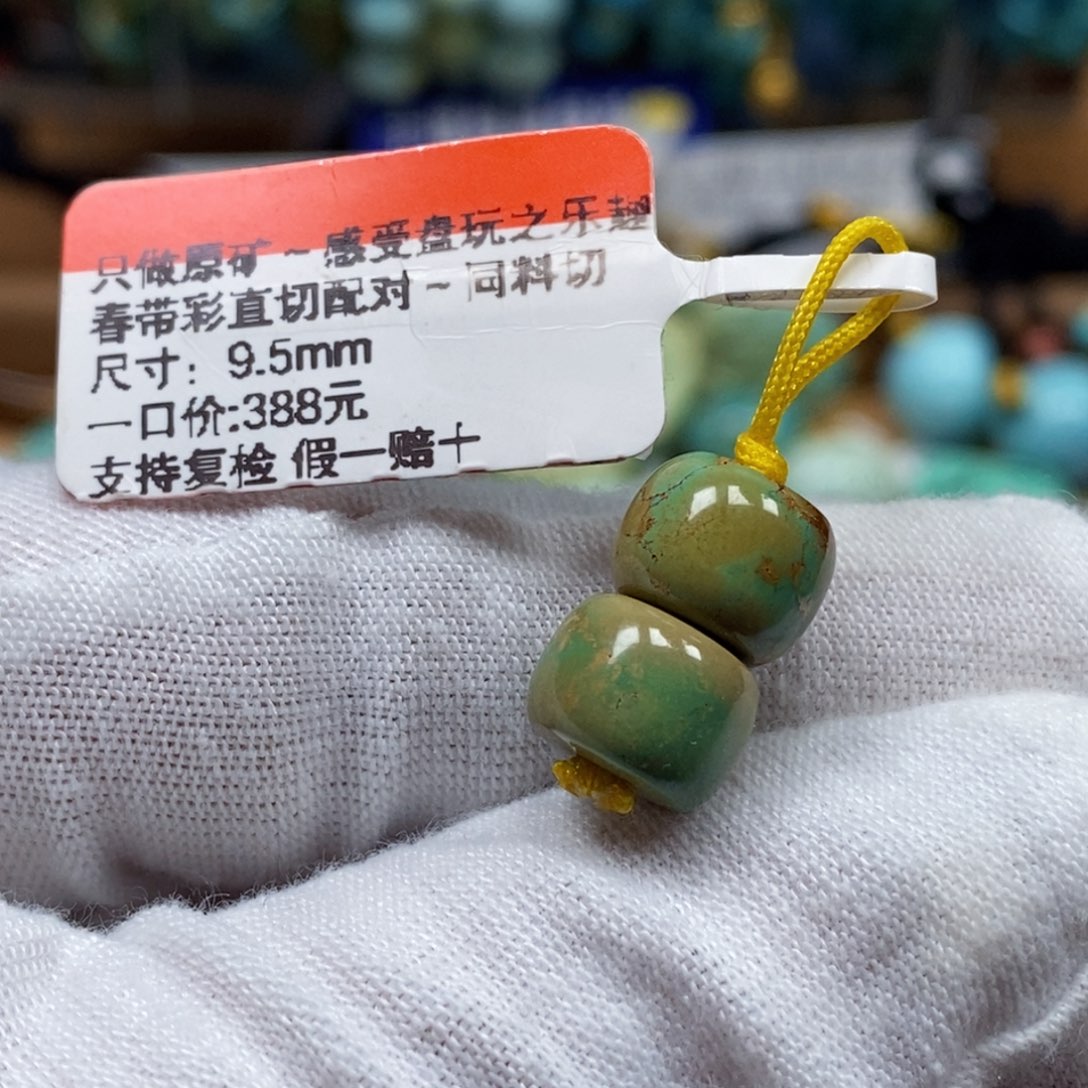 只做原矿~感受盘玩之乐趣
春带彩直切配对~同料切
尺寸：9.5mm
一口价:388元
支持复检 假一赔十